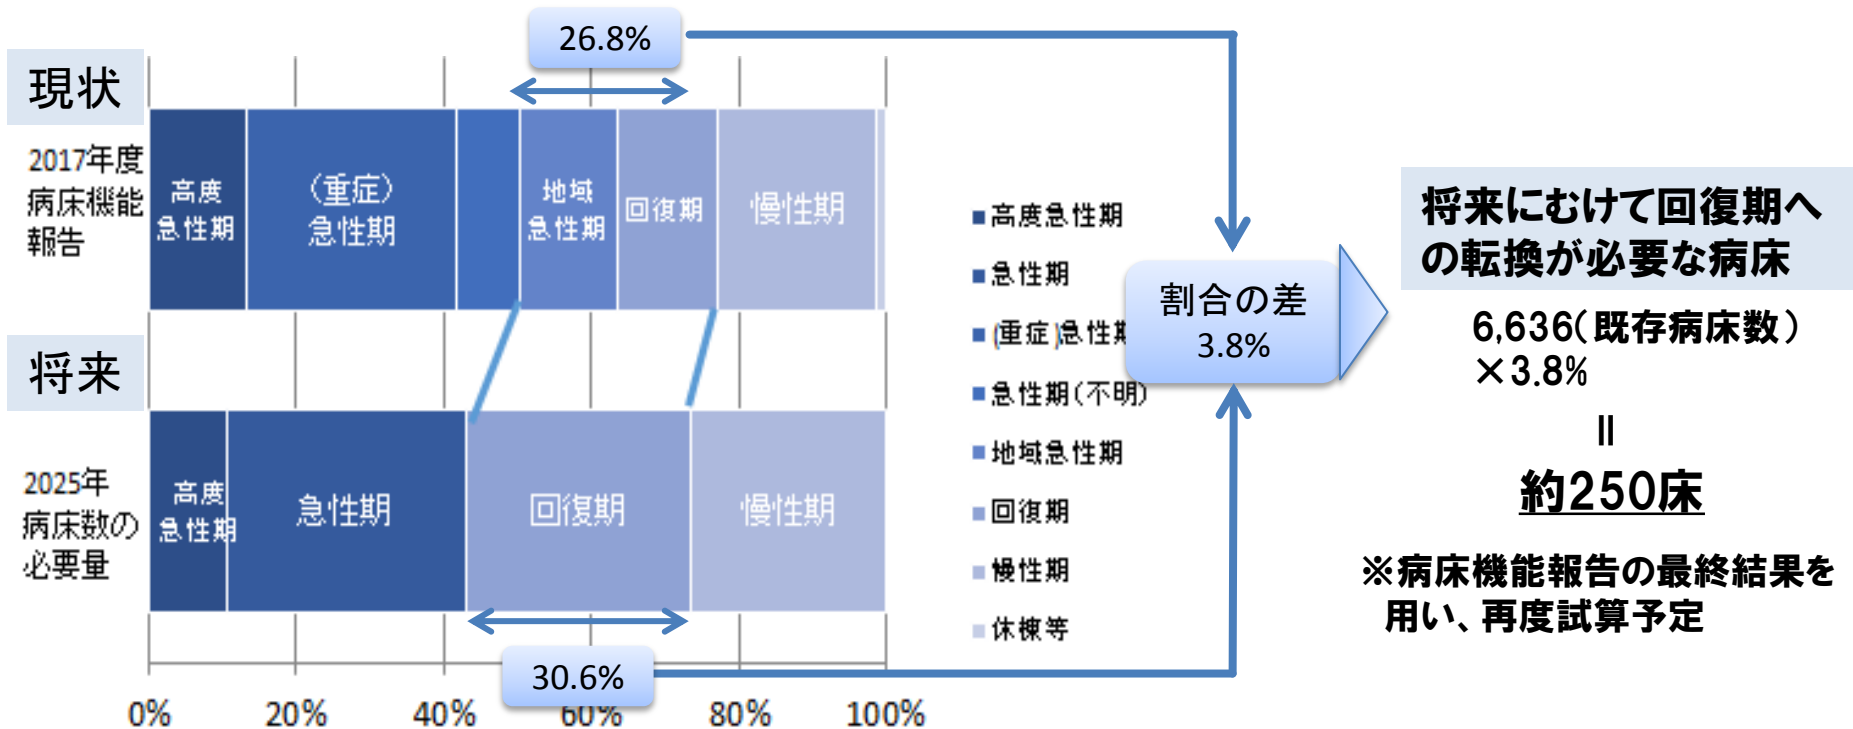 26.8%
現状
2017年度
病床機能
報告
高度
急性期
（重症）
急性期
地域
急性期
回復期
慢性期
将来
2025年
病床数の
必要量
高度
急性期
急性期
回復期
慢性期
30.6%
0%
20%
40%
60%
80%
100%
高度急性期
急性期
(重症)急性期
急性期(不明)
地域急性期
回復期
慢性期
休棟等
割合の差
3.8%
将来にむけて回復期へ
の転換が必要な病床
6,636（既存病床数）
×3.8%
＝
約250床
※病床機能報告の最終結果を
用い、再度試算予定